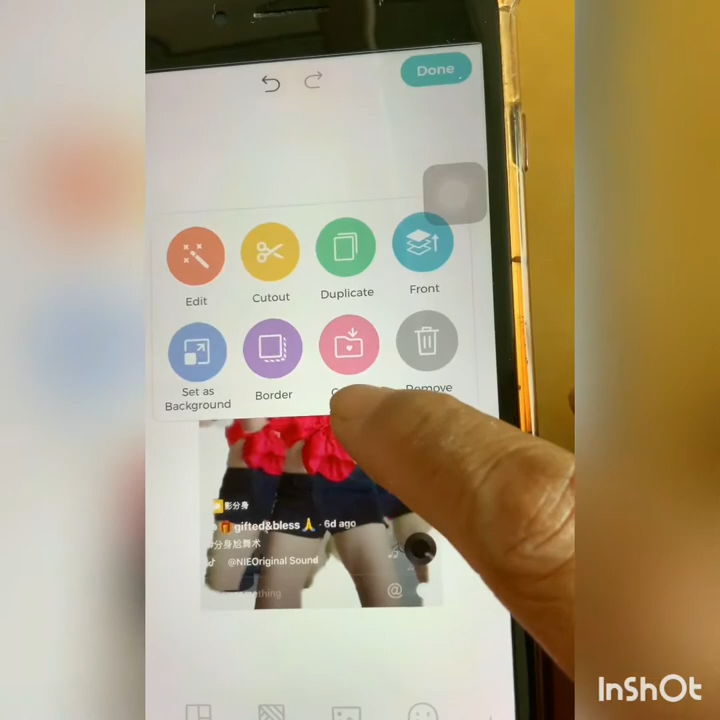 Done
Edit
Cutout
Duplicate
Front
Set as
Background
Border
Remove
影分身
gifted&bless 🙏 · 6d ago
分身尬舞术
@NIEOriginal Sound
InShOt